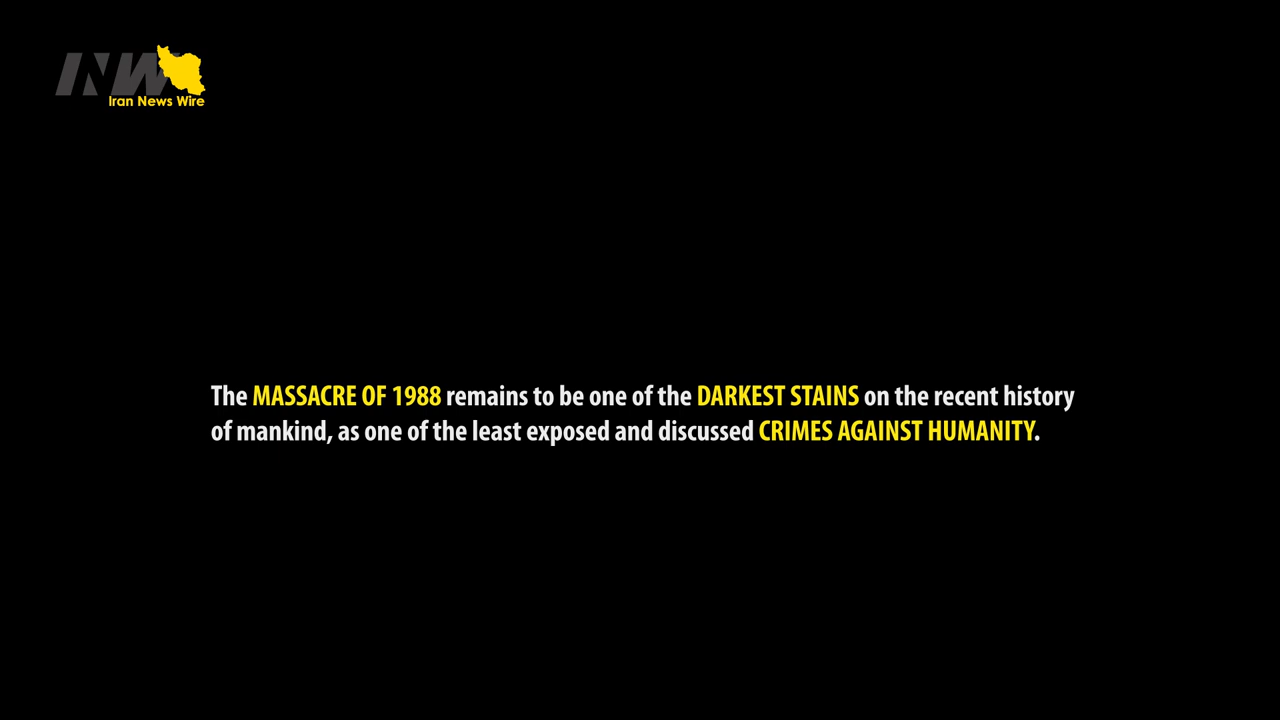 INW
Iran News Wire
The MASSACRE OF 1988 remains to be one of the DARKEST STAINS on the recent history
of mankind, as one of the least exposed and discussed CRIMES AGAINST HUMANITY.